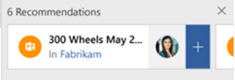 6 Recommendations
300 Wheels May 2...
In Fabrikam